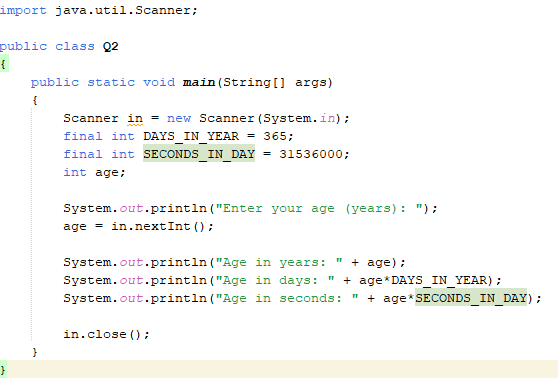 import java.util.Scanner;
public class Q2
{
public static void main(String[] args)
{
Scanner in = new Scanner(System.in);
final int DAYS_IN_YEAR = 365;
final int SECONDS_IN_DAY = 31536000;
int age;
System.out.println("Enter your age (years): ");
age = in.nextInt();
System.out.println("Age in years: " + age);
System.out.println("Age in days: " + age*DAYS_IN_YEAR);
System.out.println("Age in seconds: " + age*SECONDS_IN_DAY);
in.close();
}
}